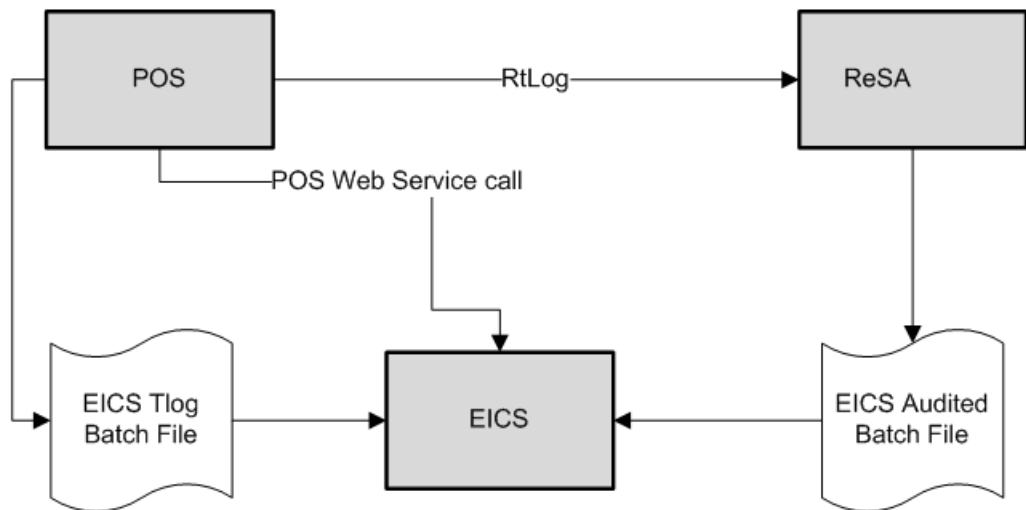 POS
RtLog
ReSA
POS Web Service call
EICS Tlog
Batch File
EICS
EICS Audited
Batch File